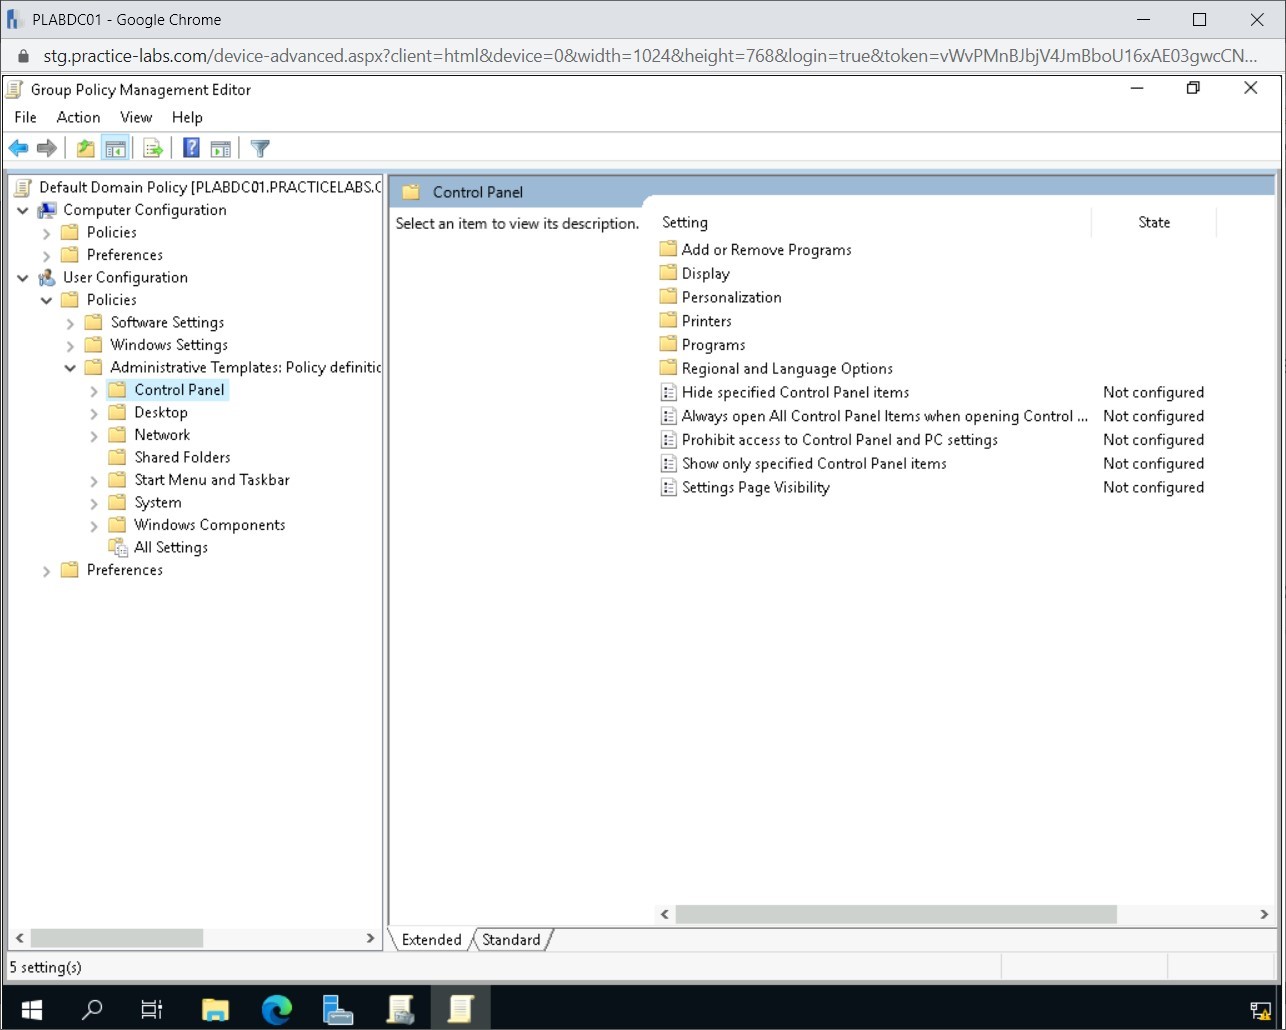 PLABDC01 - Google Chrome
stg.practice-labs.com/device-advanced.aspx?client=html&device=0&width=1024&height=768&login=true&token=vWvPMnBJbjV4JmBboU16xAE03gwcCN...
Group Policy Management Editor
File Action View Help
Default Domain Policy [PLABDC01.PRACTICELABS.C
Computer Configuration
Policies
Preferences
User Configuration
Policies
Software Settings
Windows Settings
Administrative Templates: Policy definitic
Control Panel
Desktop
Network
Shared Folders
Start Menu and Taskbar
System
Windows Components
All Settings
Preferences
Control Panel
Select an item to view its description.
Setting State
Add or Remove Programs
Display
Personalization
Printers
Programs
Regional and Language Options
Hide specified Control Panel items Not configured
Always open All Control Panel Items when opening Control ... Not configured
Prohibit access to Control Panel and PC settings Not configured
Show only specified Control Panel items Not configured
Settings Page Visibility Not configured
Extended Standard
5 setting(s)